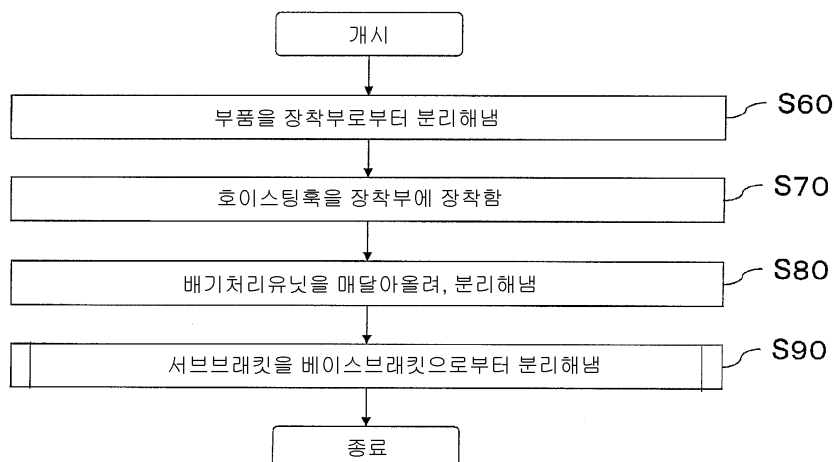 개시
부품을 장착부로부터 분리해냄 S60
호이스팅훅을 장착부에 장착함 S70
배기처리유닛을 매달아올려, 분리해냄 S80
서브브래킷을 베이스브래킷으로부터 분리해냄 S90
종료